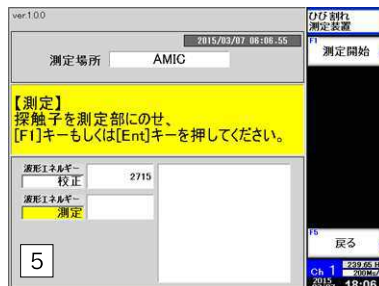 ver.1.0.0
2015/03/07 06:06.55
測定場所 AMIC
【測定】
探触子を測定部にのせ、
[F1]キーもしくは[Ent]キーを押してください。
波形エネルギー
校正 2715
波形エネルギー
測定
5
ひび割れ
測定装置
F1
測定開始
F5
戻る
Ch 1
2015
18:06